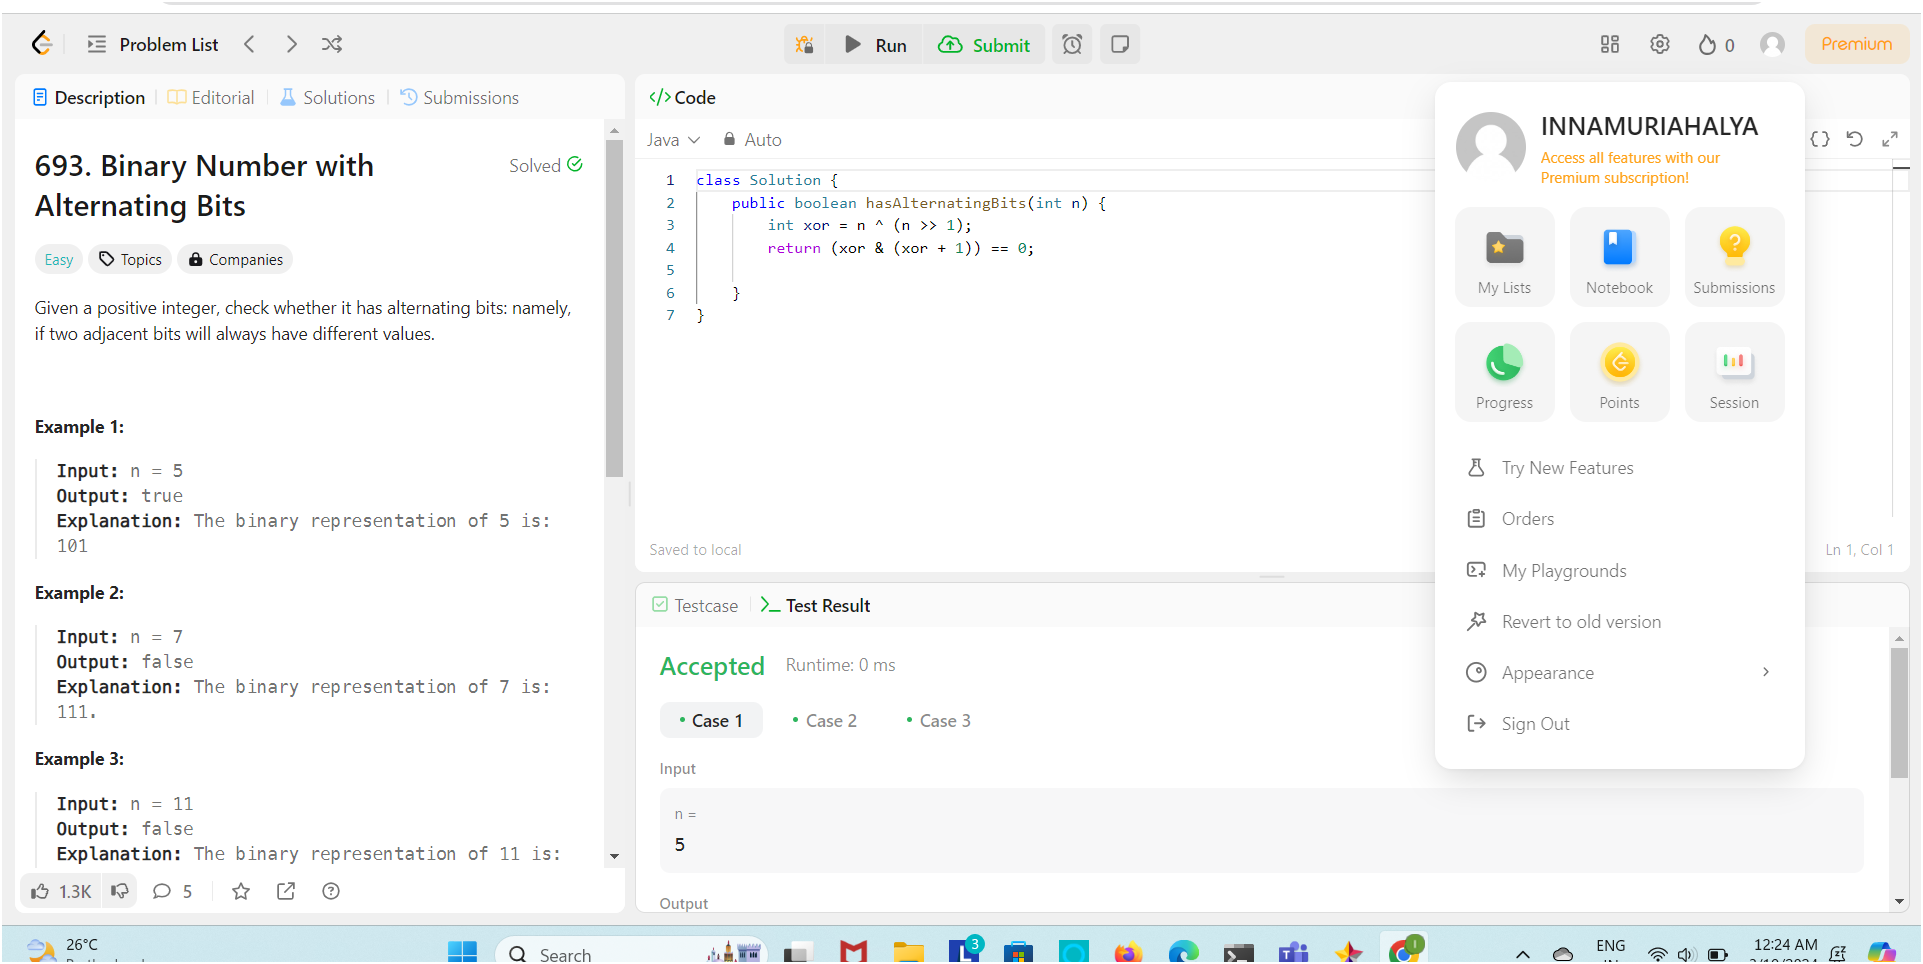 Problem List
Run
Submit
0
Premium
Description
Editorial
Solutions
Submissions
693. Binary Number with
Alternating Bits
Solved
Easy
Topics
Companies
Given a positive integer, check whether it has alternating bits: namely,
if two adjacent bits will always have different values.
Example 1:
Input: n = 5
Output: true
Explanation: The binary representation of 5 is:
101
Example 2:
Input: n = 7
Output: false
Explanation: The binary representation of 7 is:
111.
Example 3:
Input: n = 11
Output: false
Explanation: The binary representation of 11 is:
1.3K
5
</> Code
Java
Auto
1 class Solution {
2 public boolean hasAlternatingBits(int n) {
3 int xor = n ^ (n >> 1);
4 return (xor & (xor + 1)) == 0;
5
6 }
7 }
Saved to local
Ln 1, Col 1
Testcase
Test Result
Accepted
Runtime: 0 ms
Case 1
Case 2
Case 3
Input
n =
5
Output
INNAMURIAHALYA
Access all features with our
Premium subscription!
My Lists
Notebook
Submissions
Progress
Points
Session
Try New Features
Orders
My Playgrounds
Revert to old version
Appearance
Sign Out
26°C
Search
3
1
ENG
12:24 AM